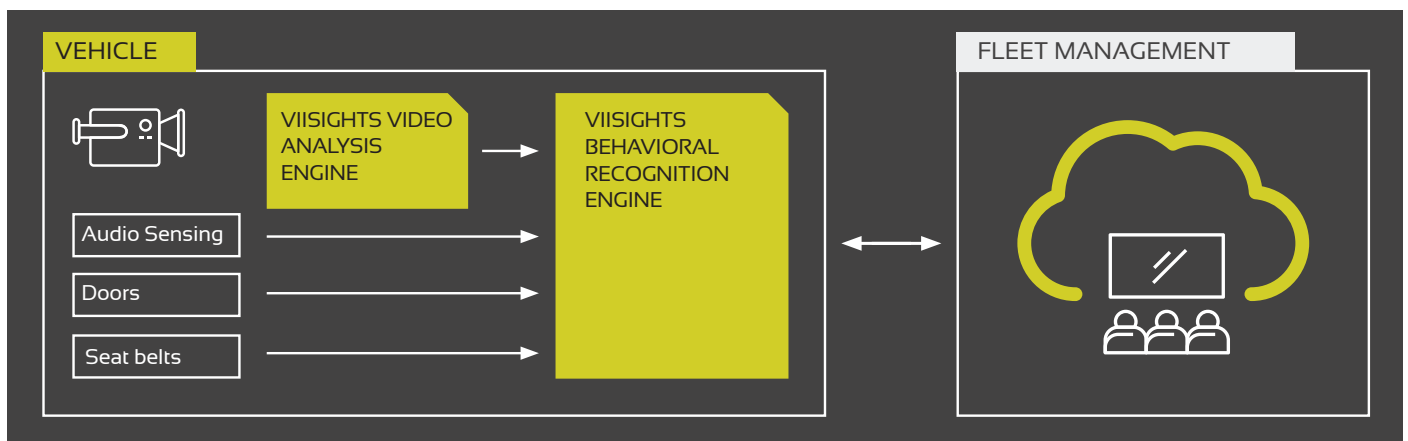 VEHICLE
FLEET MANAGEMENT
VIISIGHTS VIDEO
ANALYSIS
ENGINE
VIISIGHTS
BEHAVIORAL
RECOGNITION
ENGINE
Audio Sensing
Doors
Seat belts